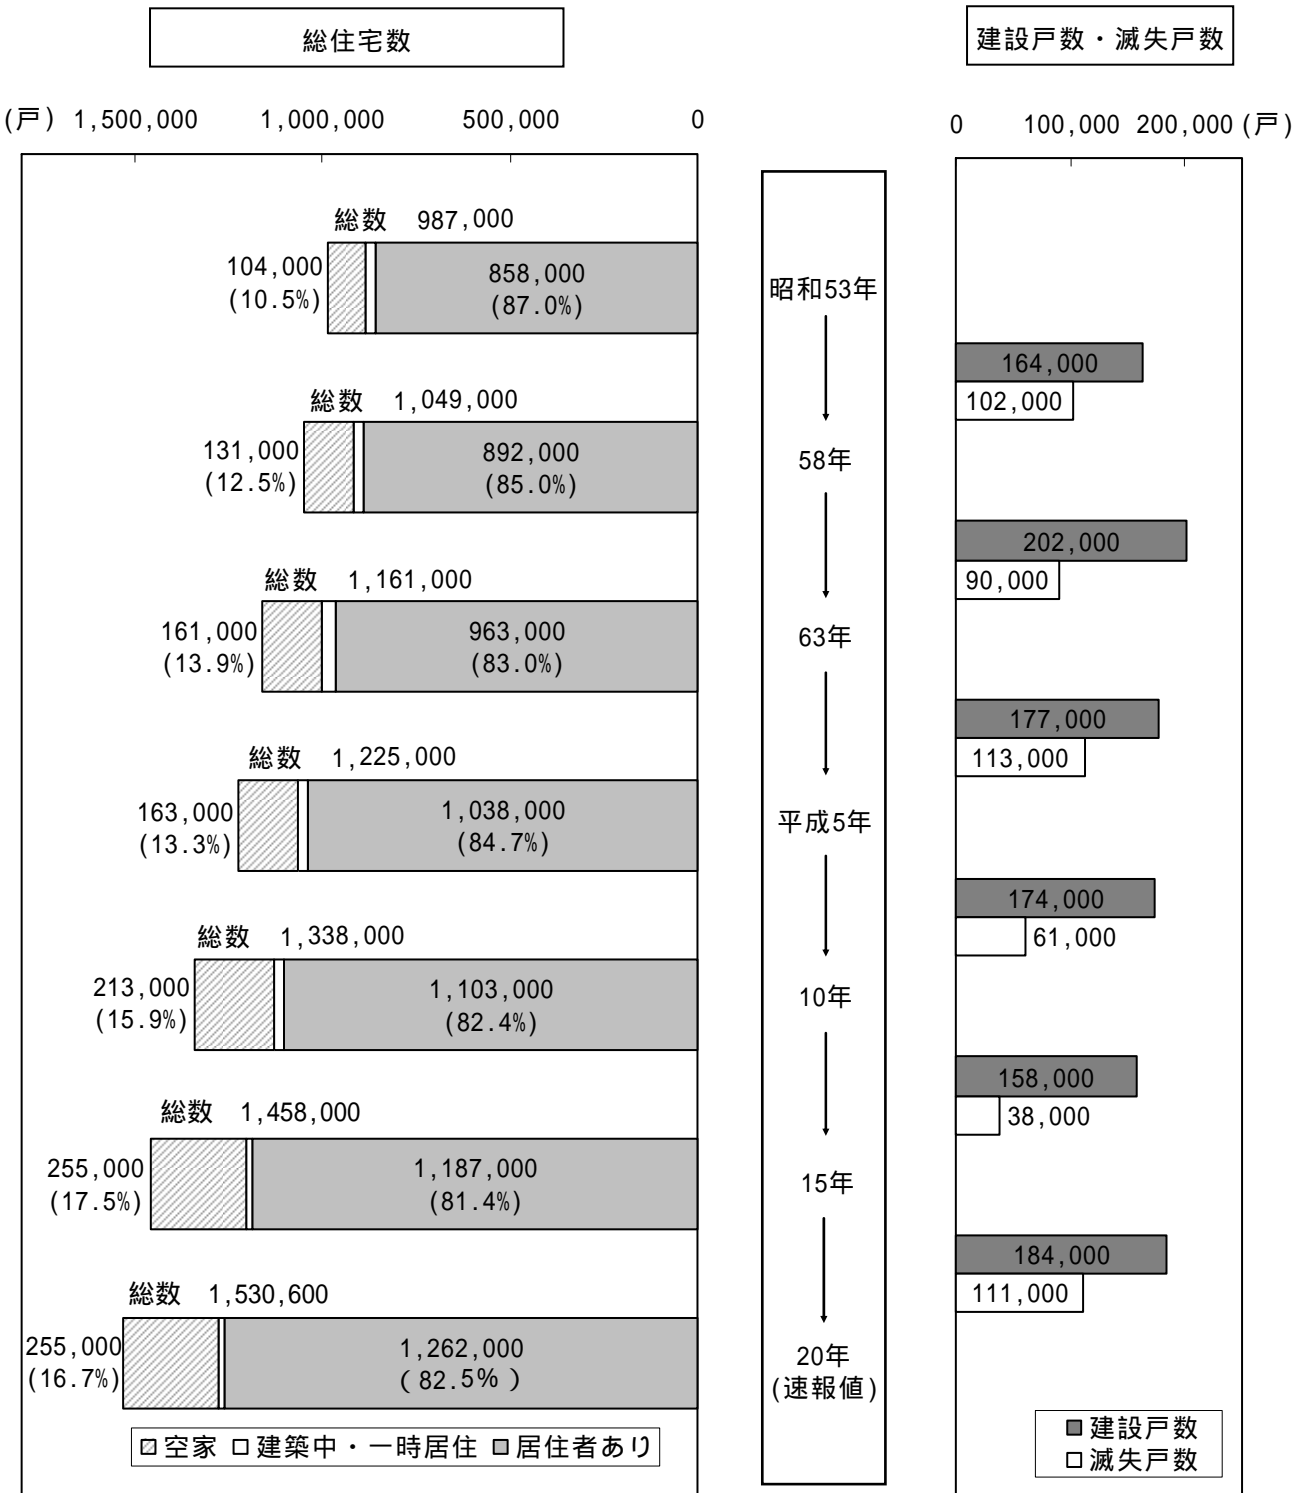 総住宅数
建設戸数・滅失戸数
(戸) 1,500,000 1,000,000 500,000 0
0 100,000 200,000 (戸)
総数 987,000
104,000
(10.5%)
858,000
(87.0%)
総数 1,049,000
131,000
(12.5%)
892,000
(85.0%)
総数 1,161,000
161,000
(13.9%)
963,000
(83.0%)
総数 1,225,000
163,000
(13.3%)
1,038,000
(84.7%)
総数 1,338,000
213,000
(15.9%)
1,103,000
(82.4%)
総数 1,458,000
255,000
(17.5%)
1,187,000
(81.4%)
総数 1,530,600
255,000
(16.7%)
1,262,000
(82.5%)
空家 建築中・一時居住 居住者あり
昭和53年
58年
63年
平成5年
10年
15年
20年
(速報値)
164,000
102,000
202,000
90,000
177,000
113,000
174,000
61,000
158,000
38,000
184,000
111,000
建設戸数
滅失戸数